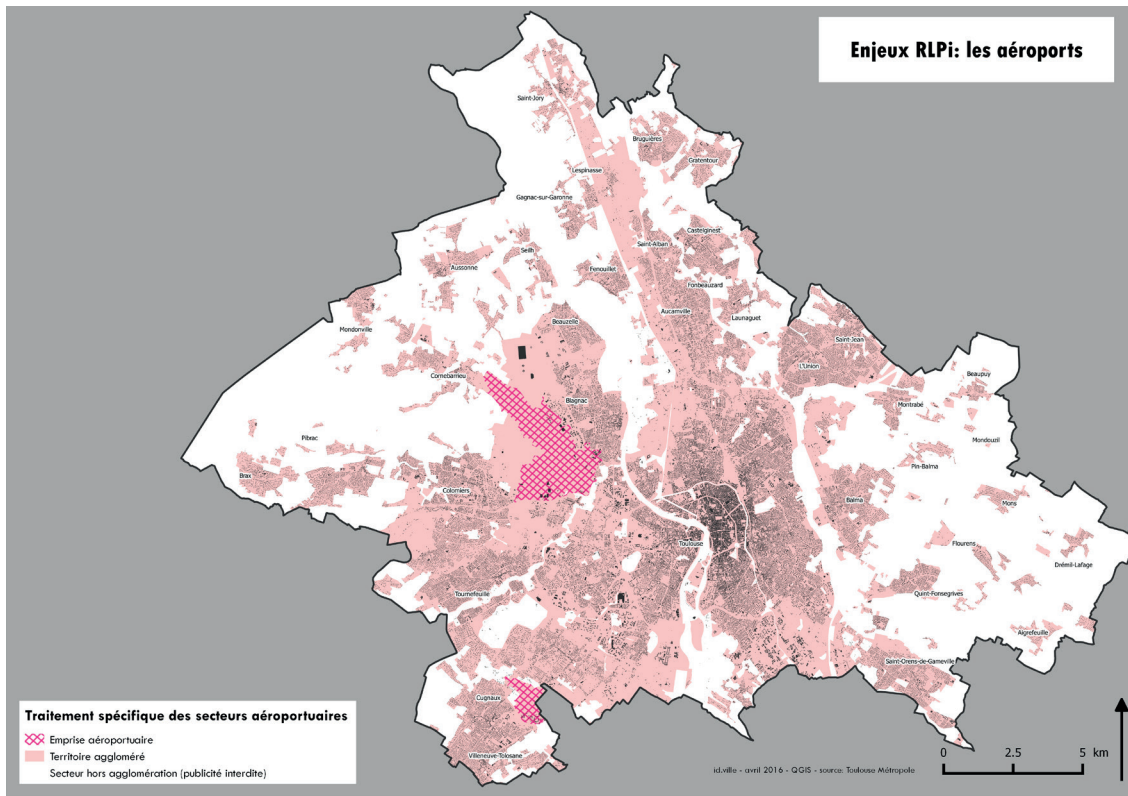 Enjeux RLPi: les aéroports
Saint-Jory
Bruguières
Gratentour
Lespinasse
Gagnac-sur-Garonne
Castelginest
Saint-Alban
Seilh
Aussonne
Fenouillet
Fonbeauzard
Aucamville
Launaguet
Beauzelle
Mondonville
Saint-Jean
L'Union
Beaupuy
Cornebarrieu
Blagnac
Montrabé
Mondouzil
Pibrac
Pin-Balma
Brax
Colomiers
Balma
Mons
Toulouse
Flourens
Drémil-Lafage
Tournefeuille
Quint-Fonsegrives
Aigrefeuille
Saint-Orens-de-Gameville
Cugnaux
Villeneuve-Tolosane
Traitement spécifique des secteurs aéroportuaires
Emprise aéroportuaire
Territoire aggloméré
Secteur hors agglomération (publicité interdite)
0 2.5 5 km
id.ville - avril 2016 - QGIS - source: Toulouse Métropole